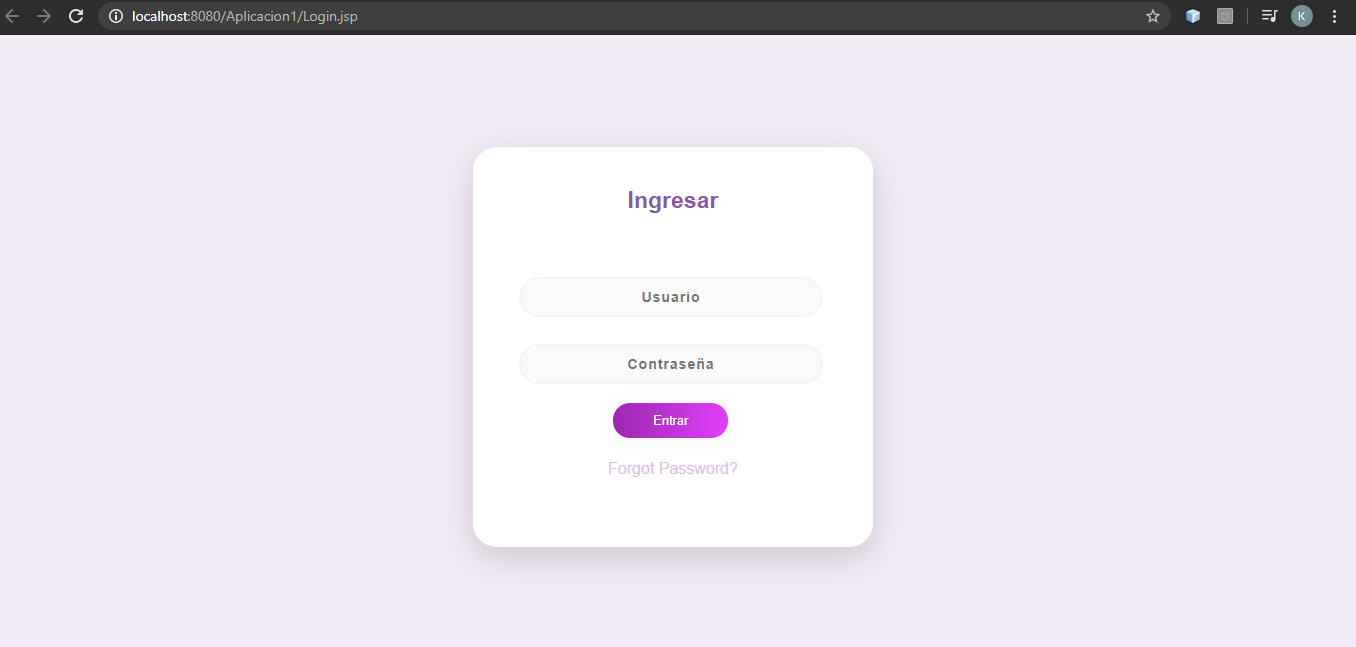 localhost:8080/Aplicacion1/Login.jsp
K
Ingresar
Usuario
Contraseña
Entrar
Forgot Password?